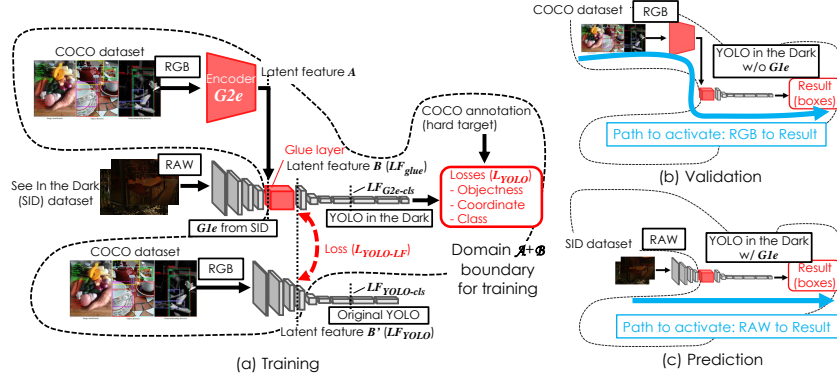 COCO dataset
RGB
Encoder
G2e
Latent feature A
COCO annotation
(hard target)
Glue layer
Latent feature B (LFglue)
RAW
See In the Dark
(SID) dataset
LFG2e-cls
Losses (LYOLO)
- Objectness
- Coordinate
- Class
G1e from SID
YOLO in the Dark
Loss (LYOLO-LF)
Domain A+B
boundary
for training
COCO dataset
RGB
LFYOLO-cls
Original YOLO
Latent feature B' (LFYOLO)
(a) Training
COCO dataset
RGB
YOLO in the Dark
w/o G1e
Result
(boxes)
Path to activate: RGB to Result
(b) Validation
SID dataset
RAW
YOLO in the Dark
w/ G1e
Result
(boxes)
Path to activate: RAW to Result
(c) Prediction